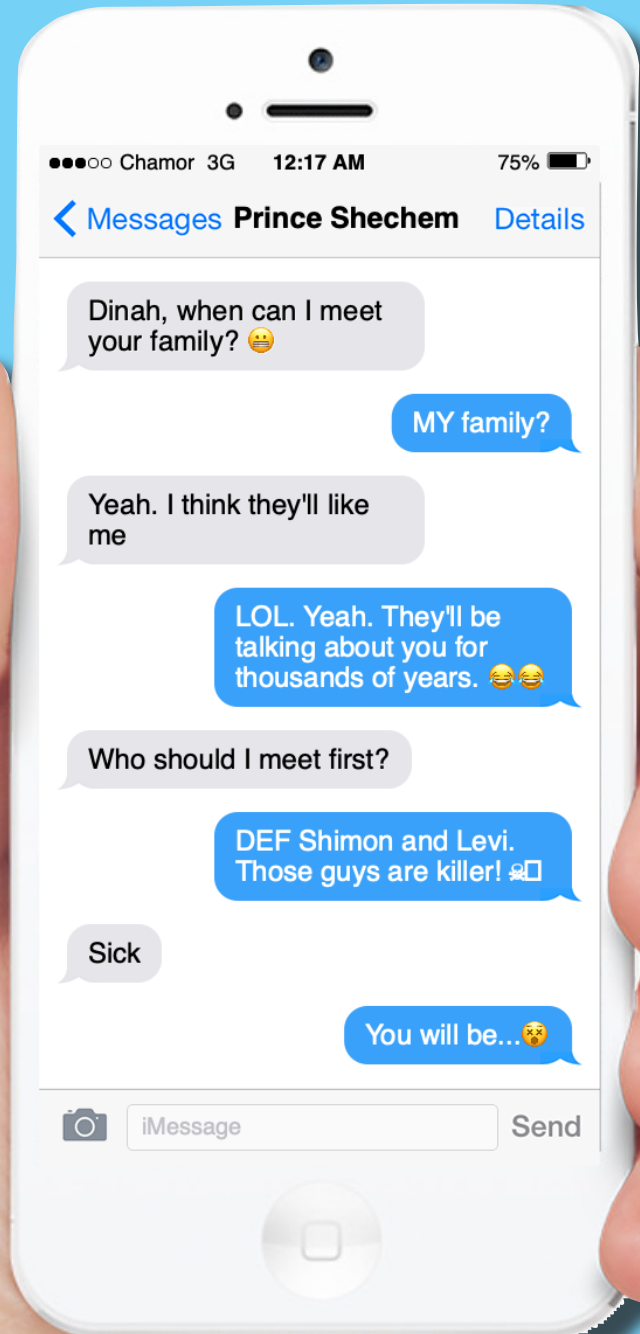 Chamor 3G 12:17 AM 75%
Messages Prince Shechem Details
Dinah, when can I meet
your family? 😬
MY family?
Yeah. I think they'll like
me
LOL. Yeah. They'll be
talking about you for
thousands of years. 😂😂
Who should I meet first?
DEF Shimon and Levi.
Those guys are killer! ☠
Sick
You will be...😵
iMessage Send